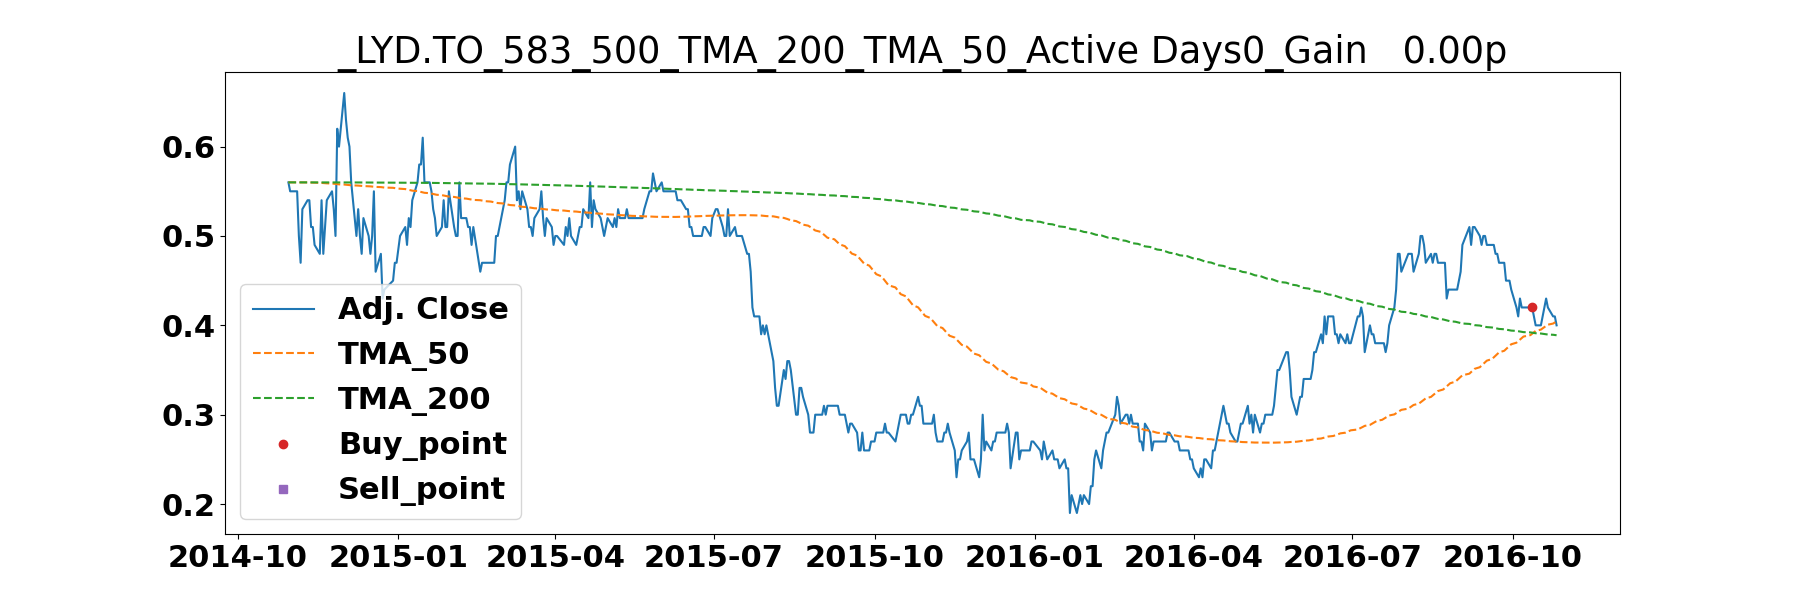 _LYD.TO_583_500_TMA_200_TMA_50_Active Days0_Gain   0.00p
0.6
0.5
0.4
0.3
0.2
Adj. Close
TMA_50
TMA_200
Buy_point
Sell_point
2014-10 2015-01 2015-04 2015-07 2015-10 2016-01 2016-04 2016-07 2016-10